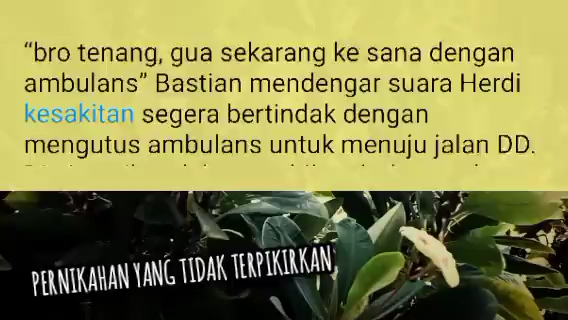 “bro tenang, gua sekarang ke sana dengan
ambulans” Bastian mendengar suara Herdi
kesakitan segera bertindak dengan
mengutus ambulans untuk menuju jalan DD.
PERNIKAHAN YANG TIDAK TERPIKIRKAN